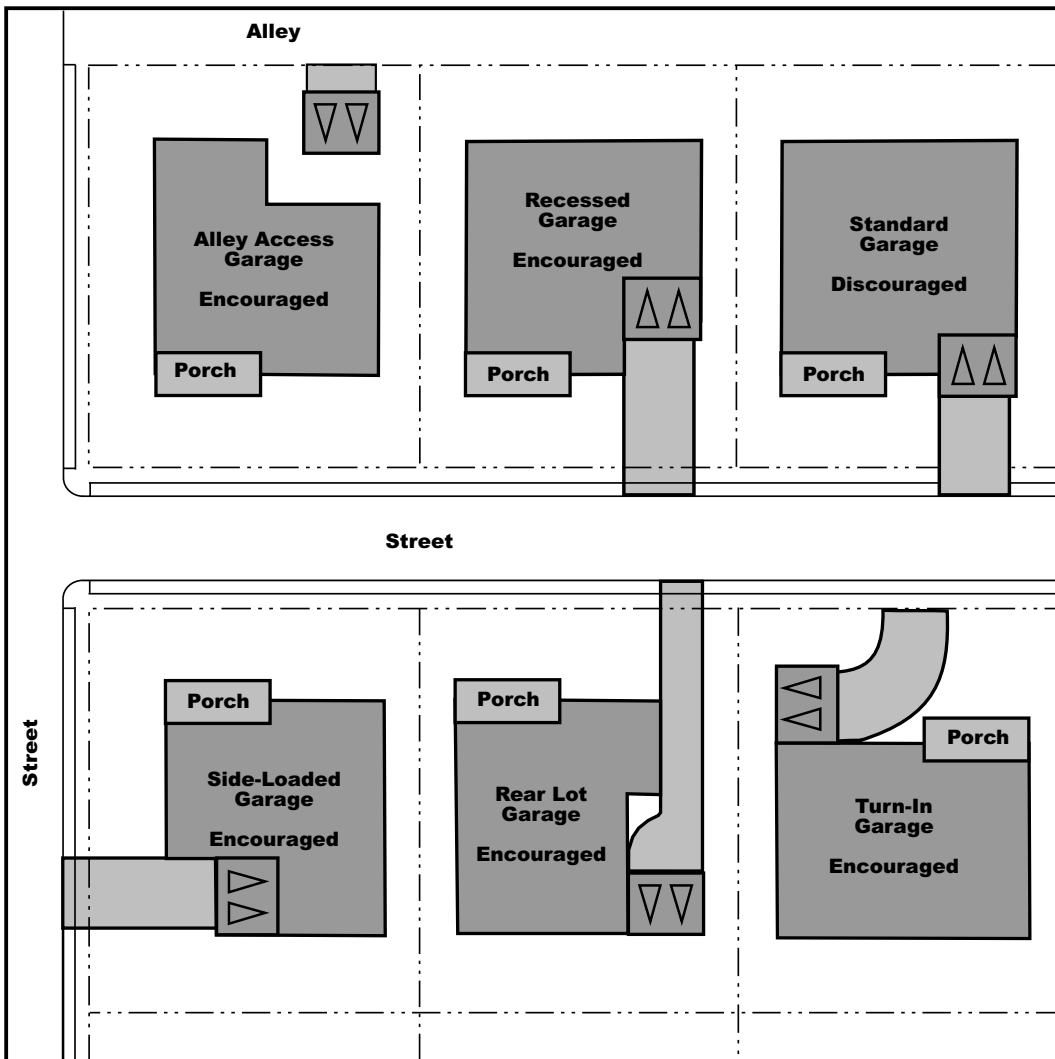 Alley
Alley Access
Garage
Encouraged
Porch
Recessed
Garage
Encouraged
Porch
Standard
Garage
Discouraged
Porch
Street
Street
Porch
Side-Loaded
Garage
Encouraged
Porch
Rear Lot
Garage
Encouraged
Porch
Turn-In
Garage
Encouraged